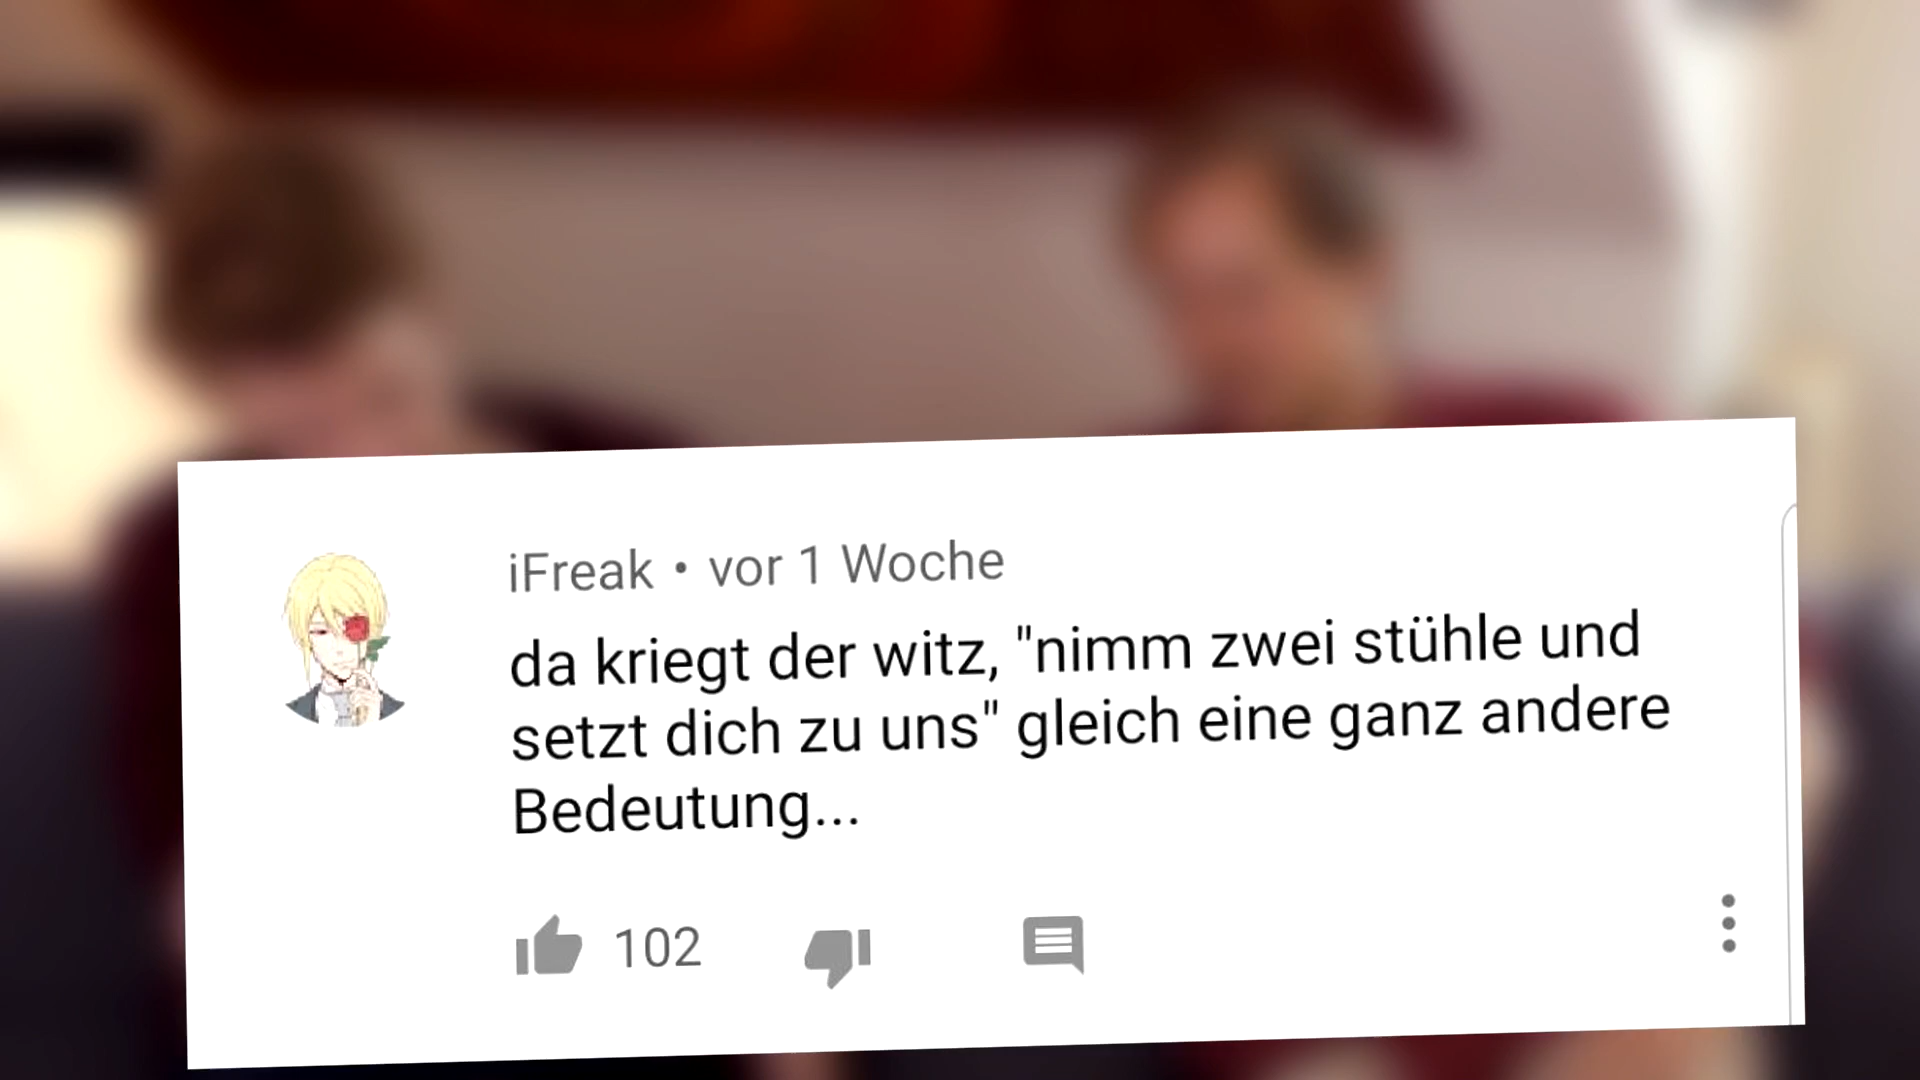 iFreak • vor 1 Woche
da kriegt der witz, "nimm zwei stühle und
setzt dich zu uns" gleich eine ganz andere
Bedeutung...
102